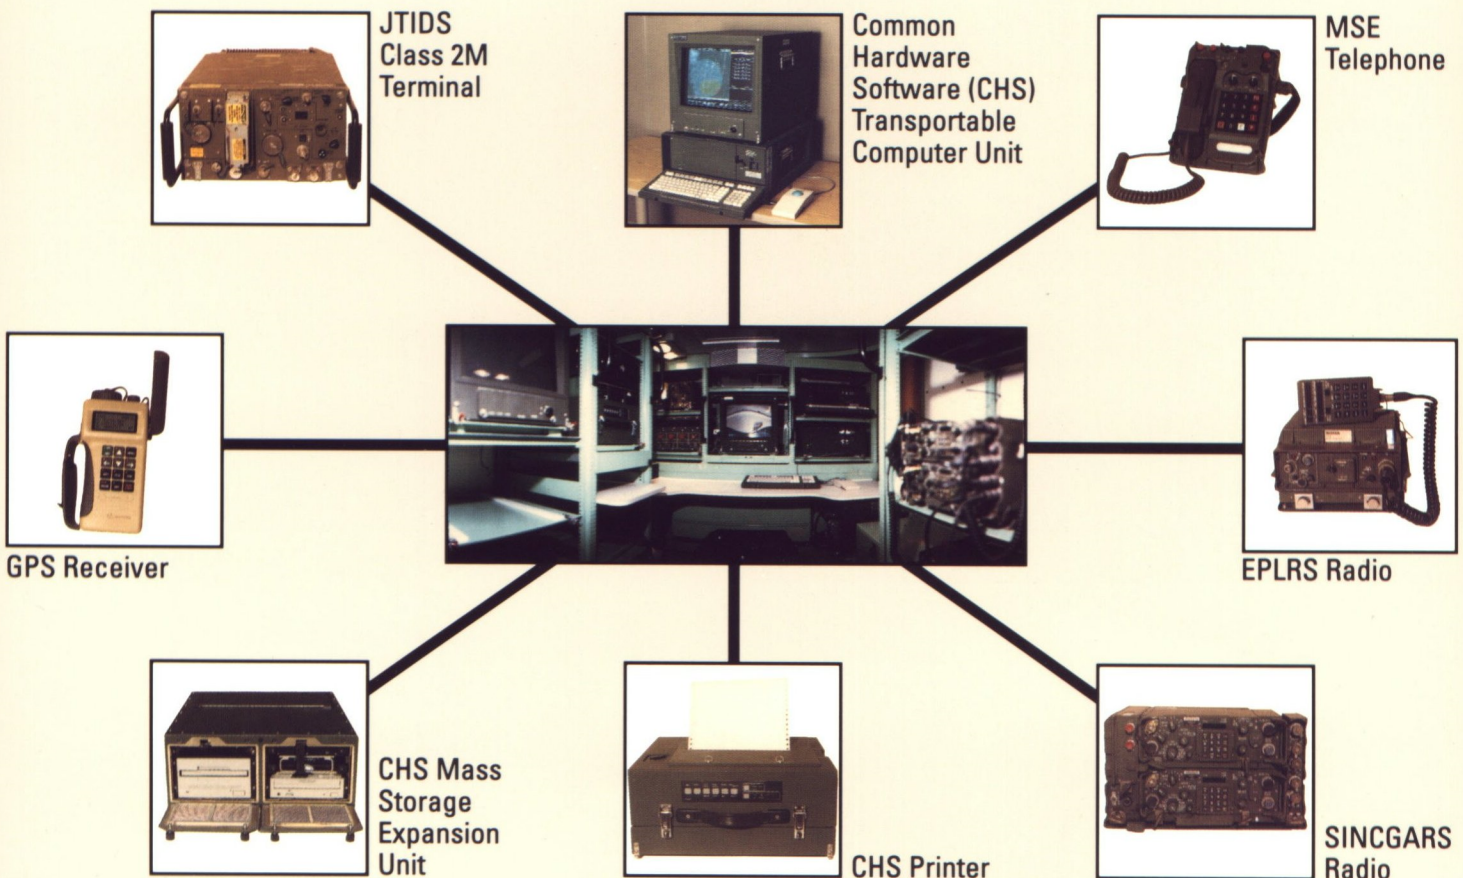 JTIDS
Class 2M
Terminal
Common
Hardware
Software (CHS)
Transportable
Computer Unit
MSE
Telephone
GPS Receiver
EPLRS Radio
CHS Mass
Storage
Expansion
Unit
CHS Printer
SINCGARS
Radio